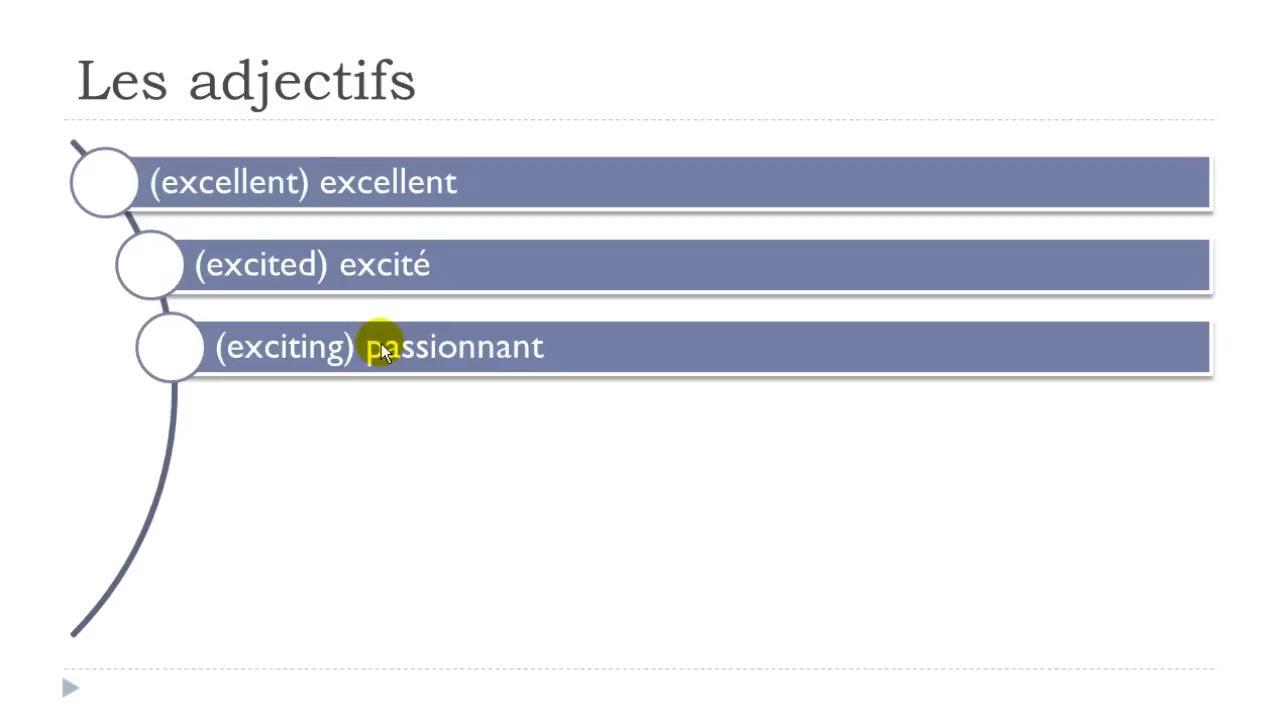 Les adjectifs
(excellent) excellent
(excited) excité
(exciting) passionnant